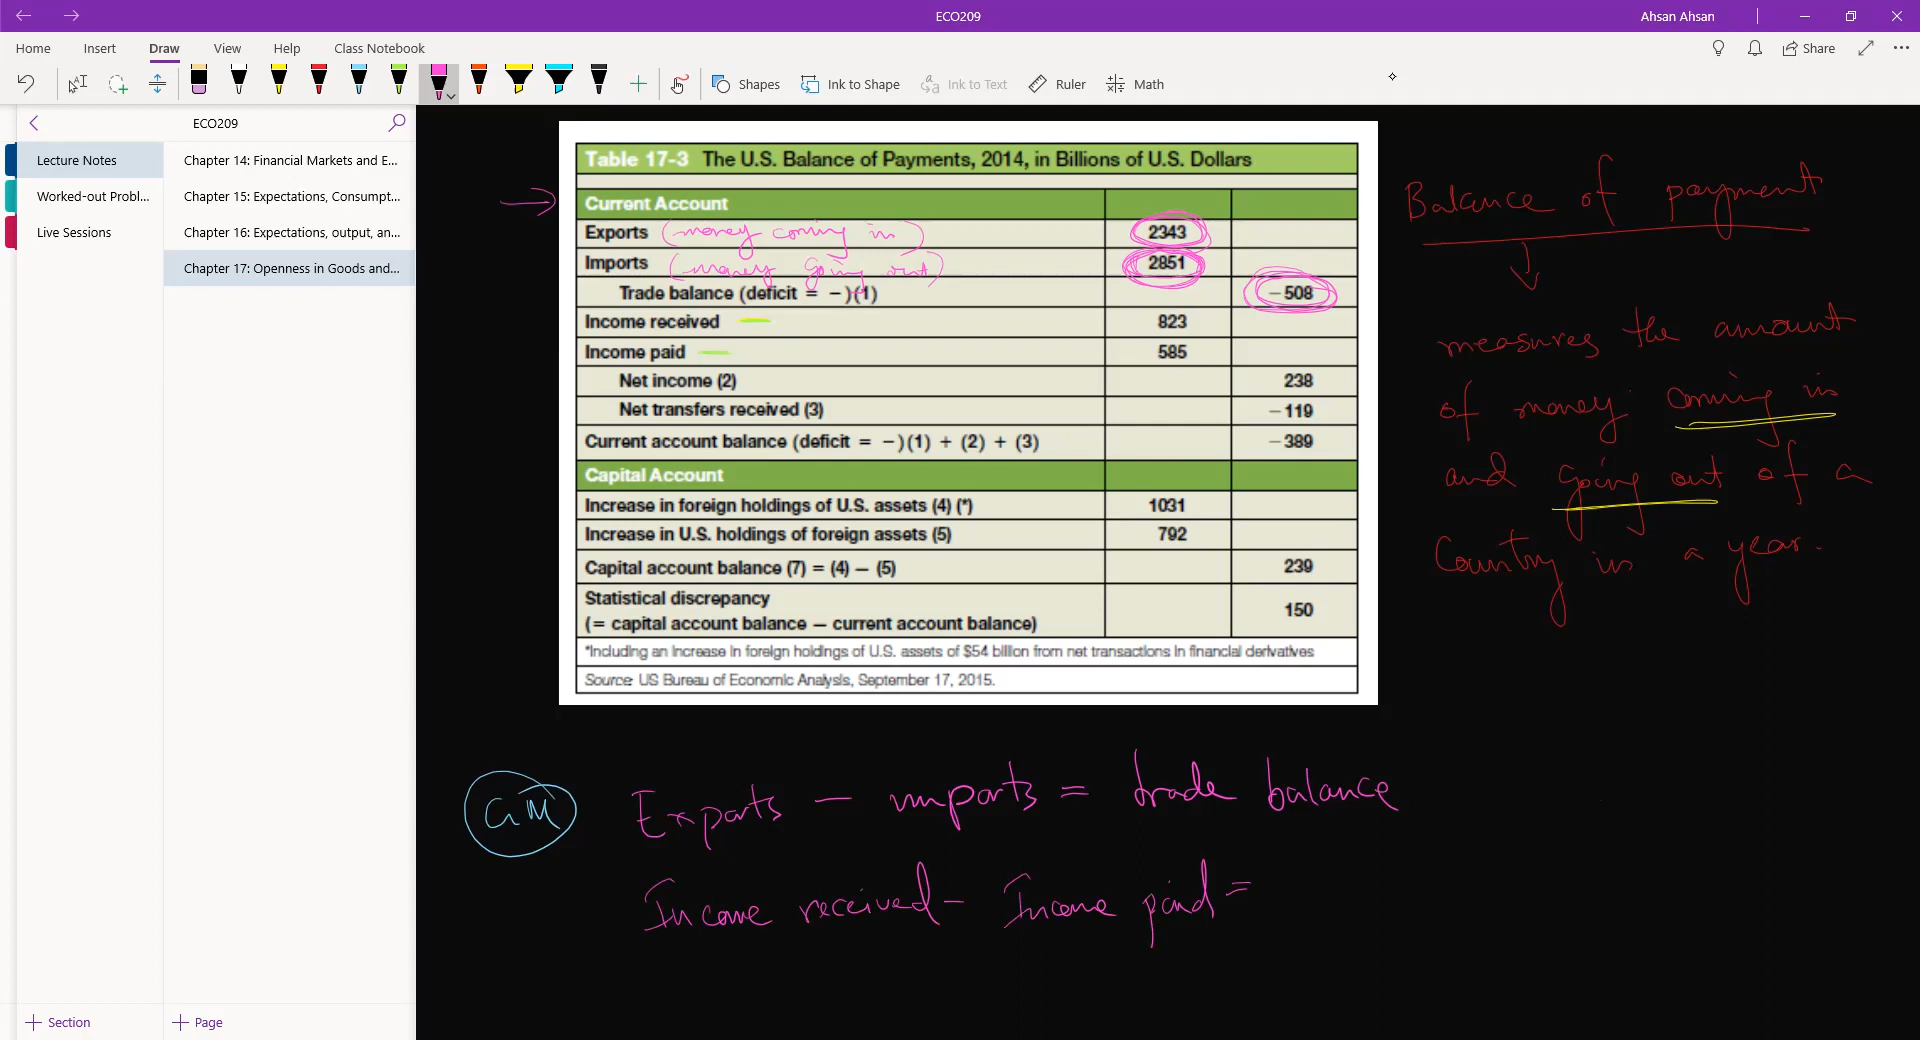 ECO209
Ahsan Ahsan
Home Insert Draw View Help Class Notebook
Share
Shapes Ink to Shape Ink to Text Ruler Math
ECO209
Lecture Notes
Worked-out Probl...
Live Sessions
Chapter 14: Financial Markets and E...
Chapter 15: Expectations, Consumpt...
Chapter 16: Expectations, output, an...
Chapter 17: Openness in Goods and...
Table 17-3 The U.S. Balance of Payments, 2014, in Billions of U.S. Dollars
Current Account
Exports (money coming in) 2343
Imports (money going out) 2851
Trade balance (deficit = −)(1) −508
Income received 823
Income paid 585
Net income (2) 238
Net transfers received (3) −119
Current account balance (deficit = −)(1) + (2) + (3) −389
Capital Account
Increase in foreign holdings of U.S. assets (4) (*) 1031
Increase in U.S. holdings of foreign assets (5) 792
Capital account balance (7) = (4) − (5) 239
Statistical discrepancy
(= capital account balance − current account balance) 150
*Including an increase in foreign holdings of U.S. assets of $54 billion from net transactions in financial derivatives
Source: US Bureau of Economic Analysis, September 17, 2015.
Balance of payment
measures the amount
of money coming in
and going out of a
Country in a year.
GM Exports − imports = trade balance
Income received − Income paid =
Section Page